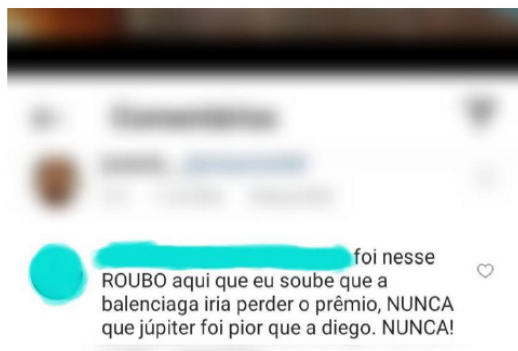 foi nesse
ROUBO aqui que eu soube que a
balenciaga iria perder o prêmio, NUNCA
que júpiter foi pior que a diego. NUNCA!